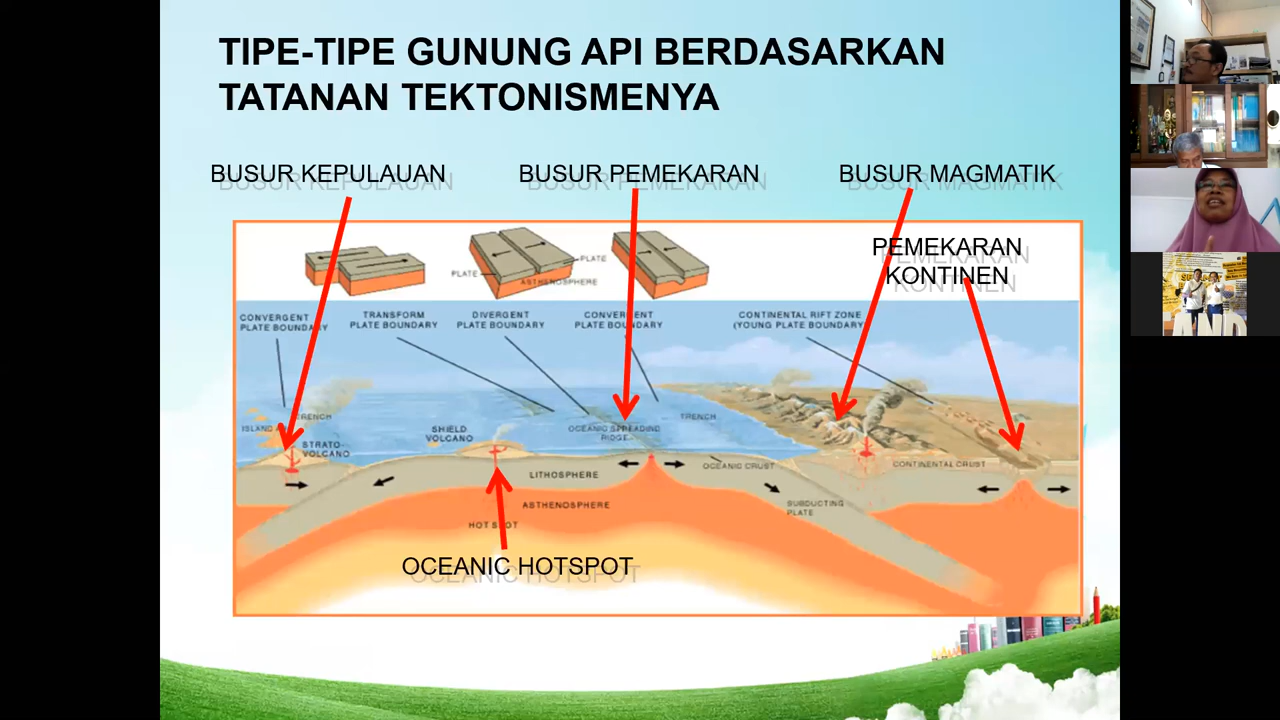 TIPE-TIPE GUNUNG API BERDASARKAN
TATANAN TEKTONISMENYA
BUSUR KEPULAUAN
BUSUR PEMEKARAN
BUSUR MAGMATIK
PEMEKARAN
KONTINEN
PLATE
PLATE
ASTHENOSPHERE
CONVERGENT
PLATE BOUNDARY
TRANSFORM
PLATE BOUNDARY
DIVERGENT
PLATE BOUNDARY
CONVERGENT
PLATE BOUNDARY
CONTINENTAL RIFT ZONE
(YOUNG PLATE BOUNDARY)
TRENCH
ISLAND
STRATO-
VOLCANO
SHIELD
VOLCANO
OCEANIC SPREADING
RIDGE
TRENCH
LITHOSPHERE
OCEANIC CRUST
CONTINENTAL CRUST
ASTHENOSPHERE
SUBDUCTING
PLATE
HOT SPOT
OCEANIC HOTSPOT
AND